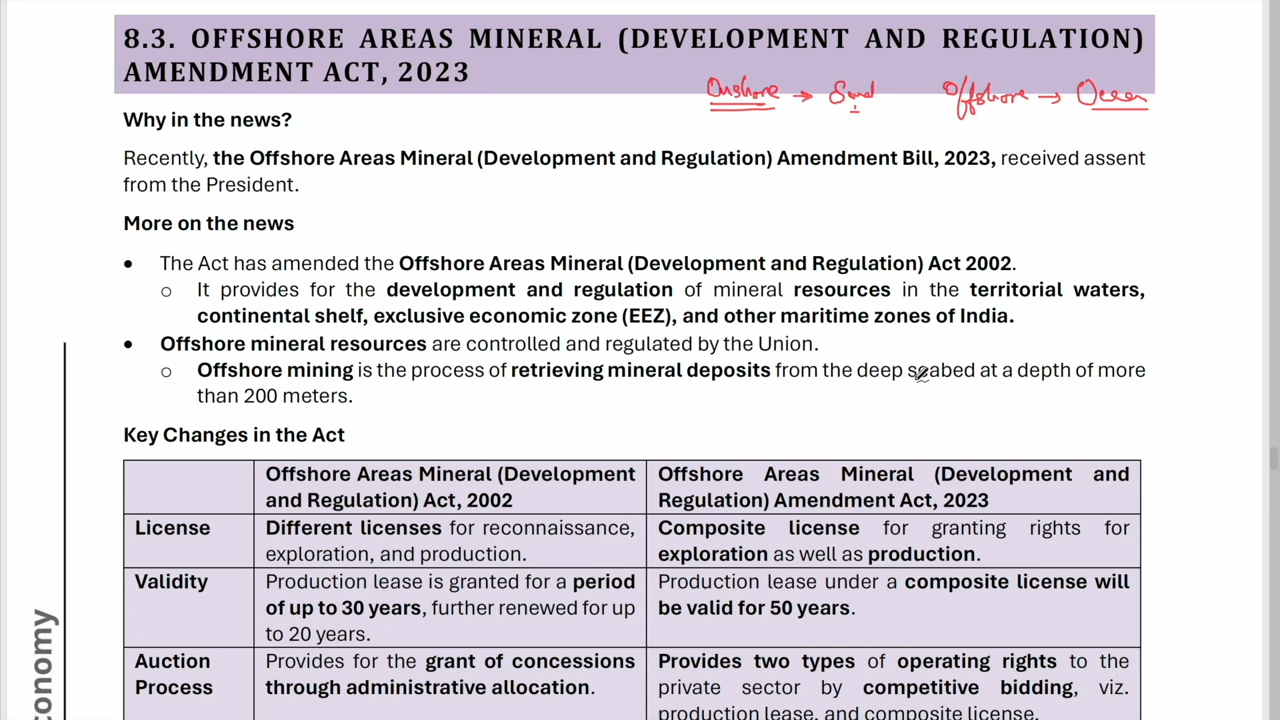 8.3. OFFSHORE AREAS MINERAL (DEVELOPMENT AND REGULATION)
AMENDMENT ACT, 2023
Onshore → Sand Offshore → Ocean
Why in the news?
Recently, the Offshore Areas Mineral (Development and Regulation) Amendment Bill, 2023, received assent
from the President.
More on the news
• The Act has amended the Offshore Areas Mineral (Development and Regulation) Act 2002.
o It provides for the development and regulation of mineral resources in the territorial waters,
continental shelf, exclusive economic zone (EEZ), and other maritime zones of India.
• Offshore mineral resources are controlled and regulated by the Union.
o Offshore mining is the process of retrieving mineral deposits from the deep seabed at a depth of more
than 200 meters.
Key Changes in the Act
Offshore Areas Mineral (Development
and Regulation) Act, 2002
Offshore Areas Mineral (Development and
Regulation) Amendment Act, 2023
License
Different licenses for reconnaissance,
exploration, and production.
Composite license for granting rights for
exploration as well as production.
Validity
Production lease is granted for a period
of up to 30 years, further renewed for up
to 20 years.
Production lease under a composite license will
be valid for 50 years.
Auction
Process
Provides for the grant of concessions
through administrative allocation.
Provides two types of operating rights to the
private sector by competitive bidding, viz.
production lease, and composite license.
onomy